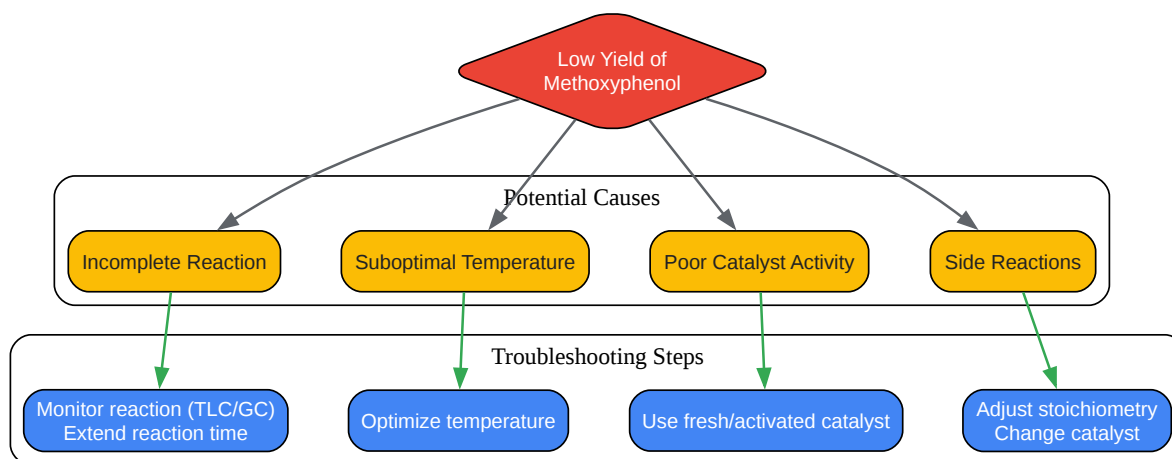 Low Yield of
Methoxyphenol
Potential Causes
Incomplete Reaction
Suboptimal Temperature
Poor Catalyst Activity
Side Reactions
Troubleshooting Steps
Monitor reaction (TLC/GC)
Extend reaction time
Optimize temperature
Use fresh/activated catalyst
Adjust stoichiometry
Change catalyst